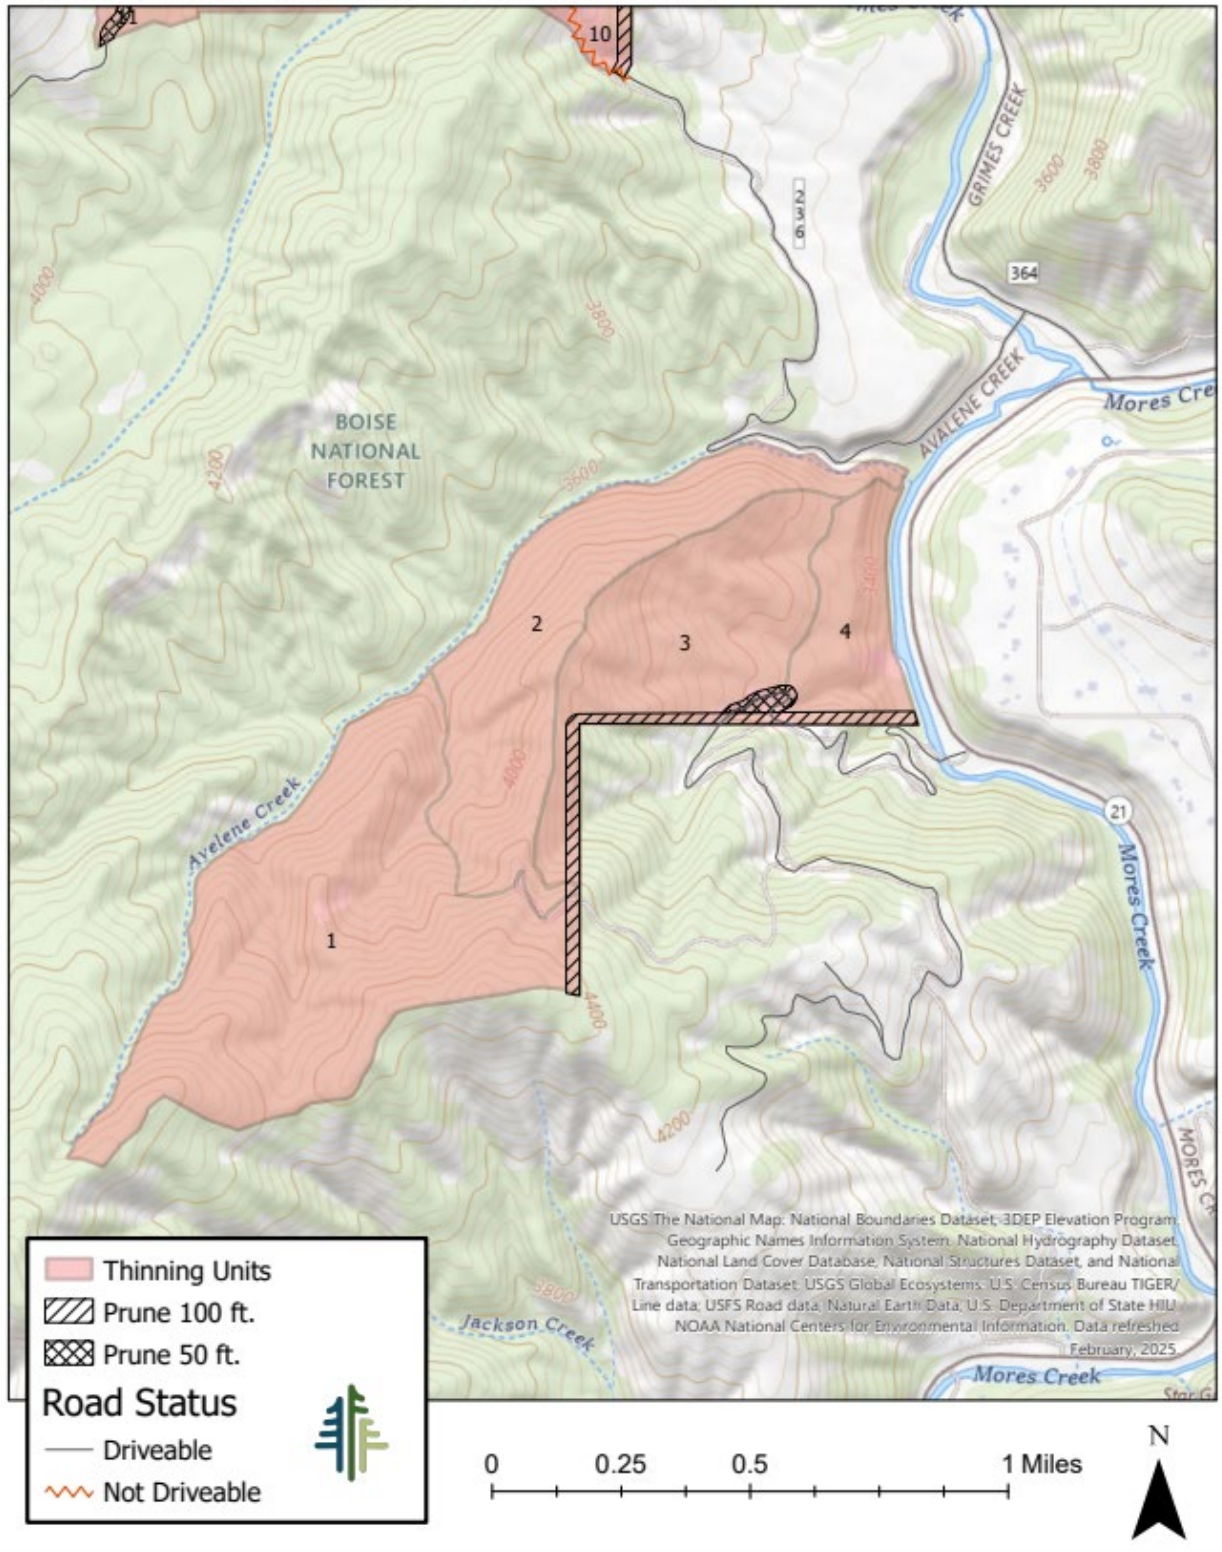 10
GRIMES CREEK
3600
3800
236
364
4000
3800
AVALENE CREEK
Mores Cre
BOISE
NATIONAL
FOREST
4200
3600
3400
2
3
4
4000
Avelene Creek
21
Mores Creek
1
4400
4200
MORES CR
USGS The National Map: National Boundaries Dataset, 3DEP Elevation Program,
Geographic Names Information System, National Hydrography Dataset,
National Land Cover Database, National Structures Dataset, and National
Transportation Dataset; USGS Global Ecosystems; U.S. Census Bureau TIGER/
Line data; USFS Road data; Natural Earth Data; U.S. Department of State HIU;
NOAA National Centers for Environmental Information. Data refreshed
February, 2025.
3800
Jackson Creek
Mores Creek
Thinning Units
Prune 100 ft.
Prune 50 ft.
Road Status
Driveable
Not Driveable
0 0.25 0.5 1 Miles
N